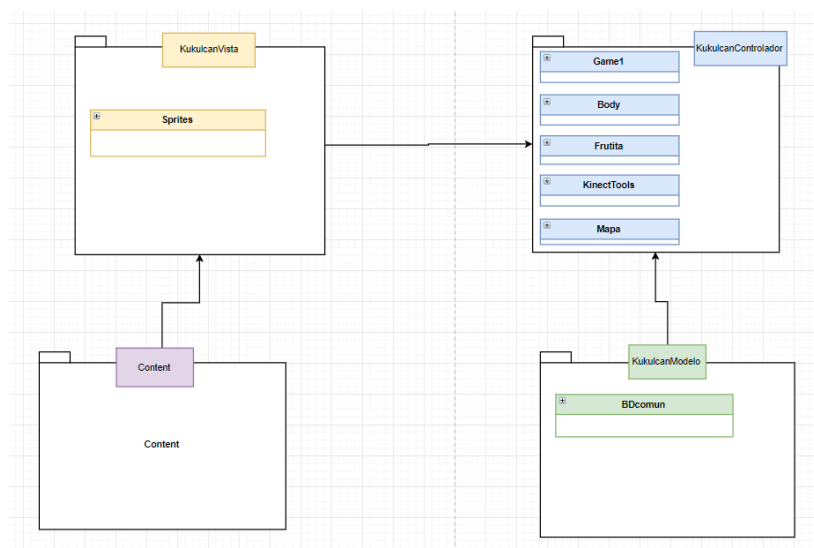 KukulcanVista
Sprites
KukulcanControlador
Game1
Body
Frutita
KinectTools
Mapa
Content
Content
KukulcanModelo
BDcomun